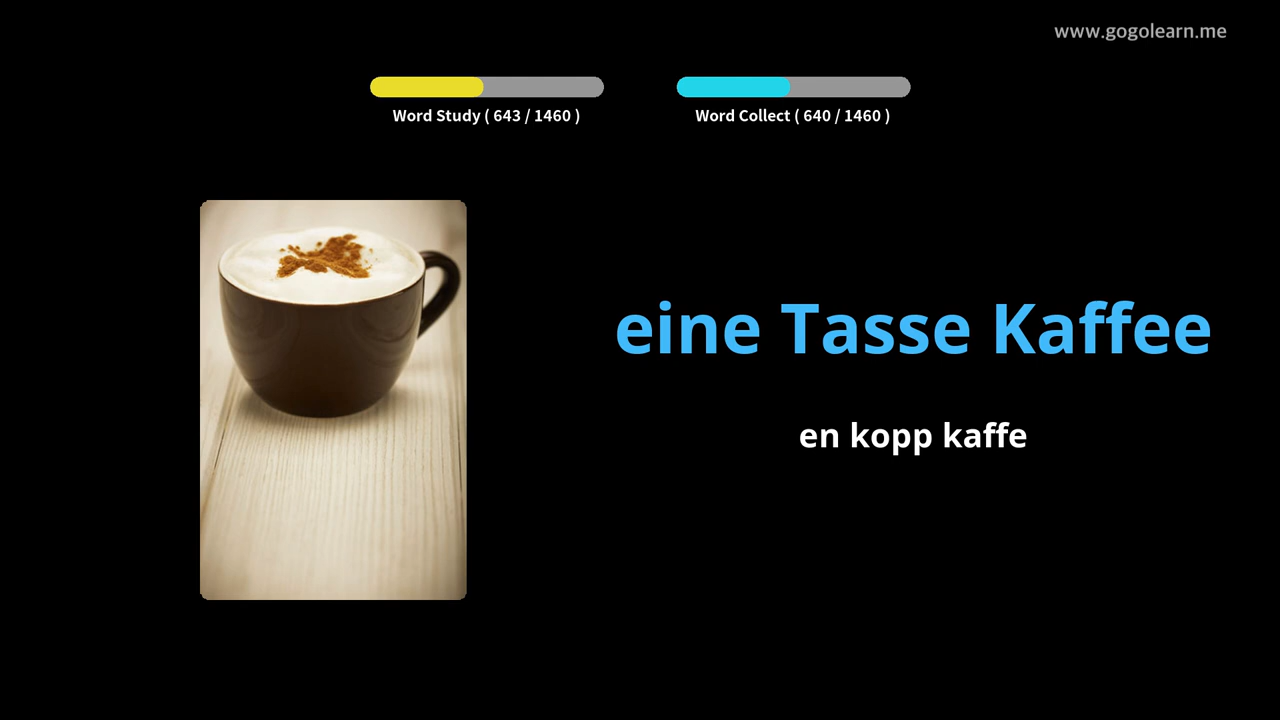 www.gogolearn.me
Word Study ( 643 / 1460 )
Word Collect ( 640 / 1460 )
eine Tasse Kaffee
en kopp kaffe